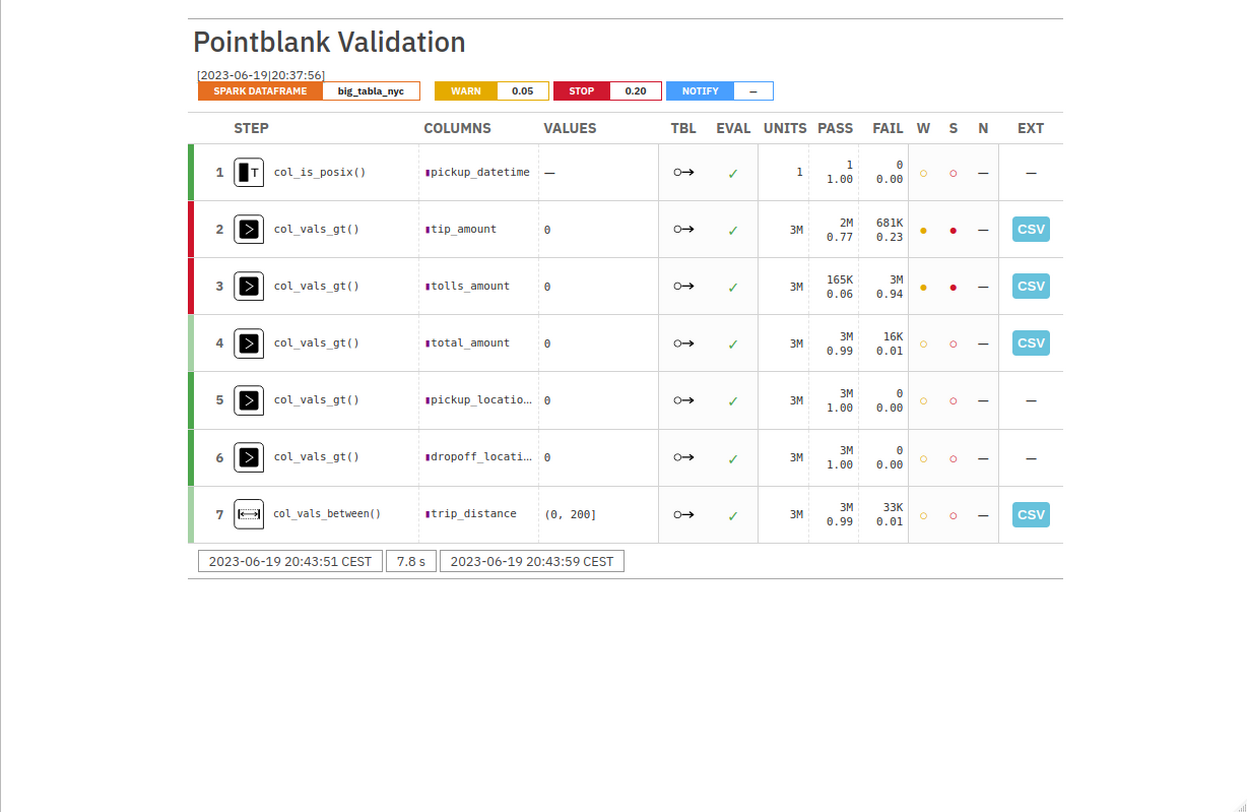 Pointblank Validation
[2023-06-19|20:37:56]
SPARK DATAFRAME big_tabla_nyc WARN 0.05 STOP 0.20 NOTIFY —
STEP COLUMNS VALUES TBL EVAL UNITS PASS FAIL W S N EXT
1 T col_is_posix() pickup_datetime — ✓ 1 1 0 — —
1.00 0.00
2 col_vals_gt() tip_amount 0 ✓ 3M 2M 681K — CSV
0.77 0.23
3 col_vals_gt() tolls_amount 0 ✓ 3M 165K 3M — CSV
0.06 0.94
4 col_vals_gt() total_amount 0 ✓ 3M 3M 16K — CSV
0.99 0.01
5 col_vals_gt() pickup_locatio… 0 ✓ 3M 3M 0 — —
1.00 0.00
6 col_vals_gt() dropoff_locati… 0 ✓ 3M 3M 0 — —
1.00 0.00
7 col_vals_between() trip_distance (0, 200] ✓ 3M 3M 33K — CSV
0.99 0.01
2023-06-19 20:43:51 CEST 7.8 s 2023-06-19 20:43:59 CEST